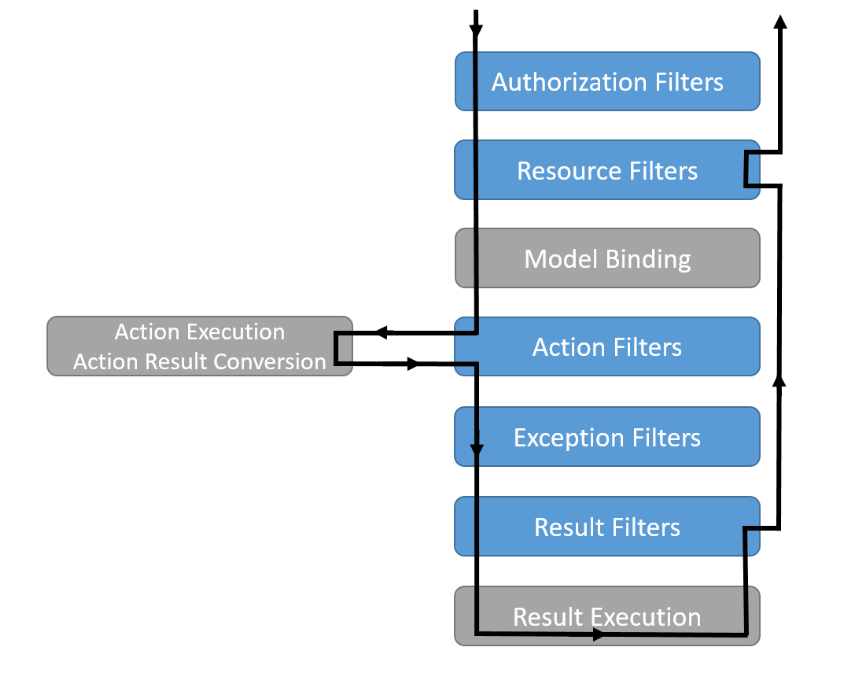 Authorization Filters
Resource Filters
Model Binding
Action Execution
Action Result Conversion
Action Filters
Exception Filters
Result Filters
Result Execution